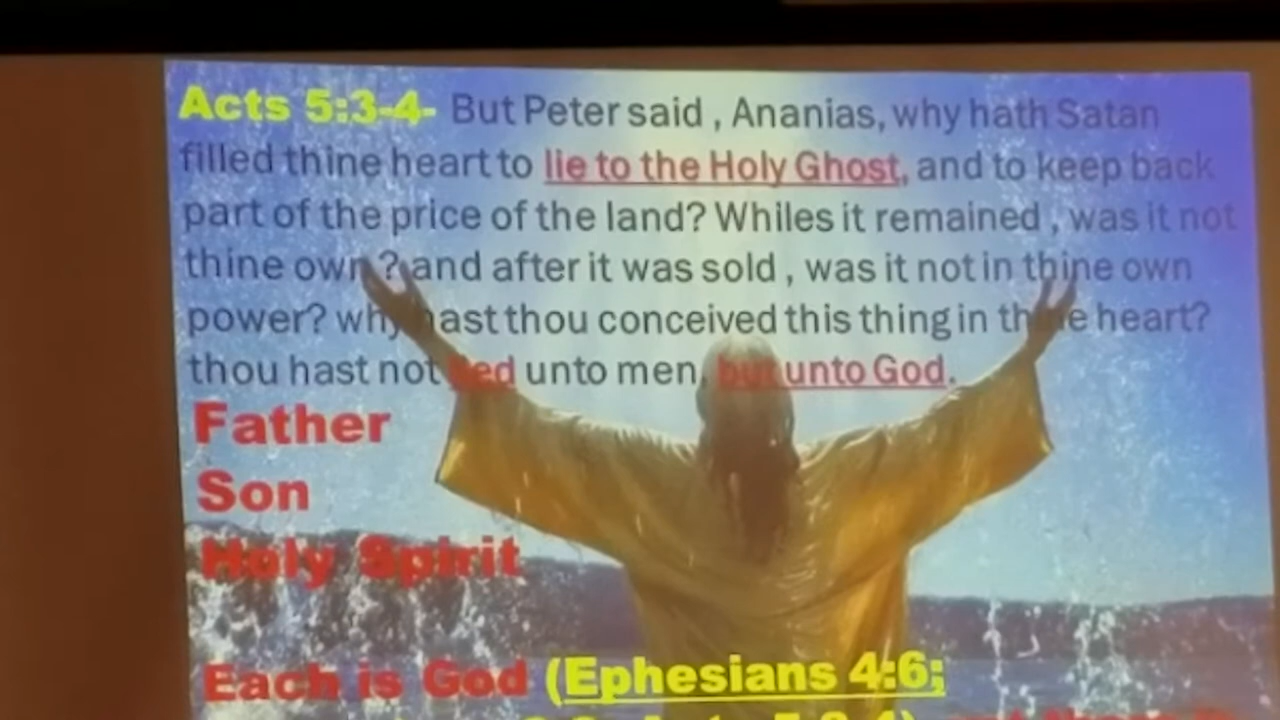 Acts 5:3-4- But Peter said , Ananias, why hath Satan
filled thine heart to lie to the Holy Ghost, and to keep back
part of the price of the land? Whiles it remained , was it not
thine own ? and after it was sold , was it not in thine own
power? why hast thou conceived this thing in thine heart?
thou hast not lied unto men, but unto God.
Father
Son
Holy Spirit
Each is God (Ephesians 4:6;